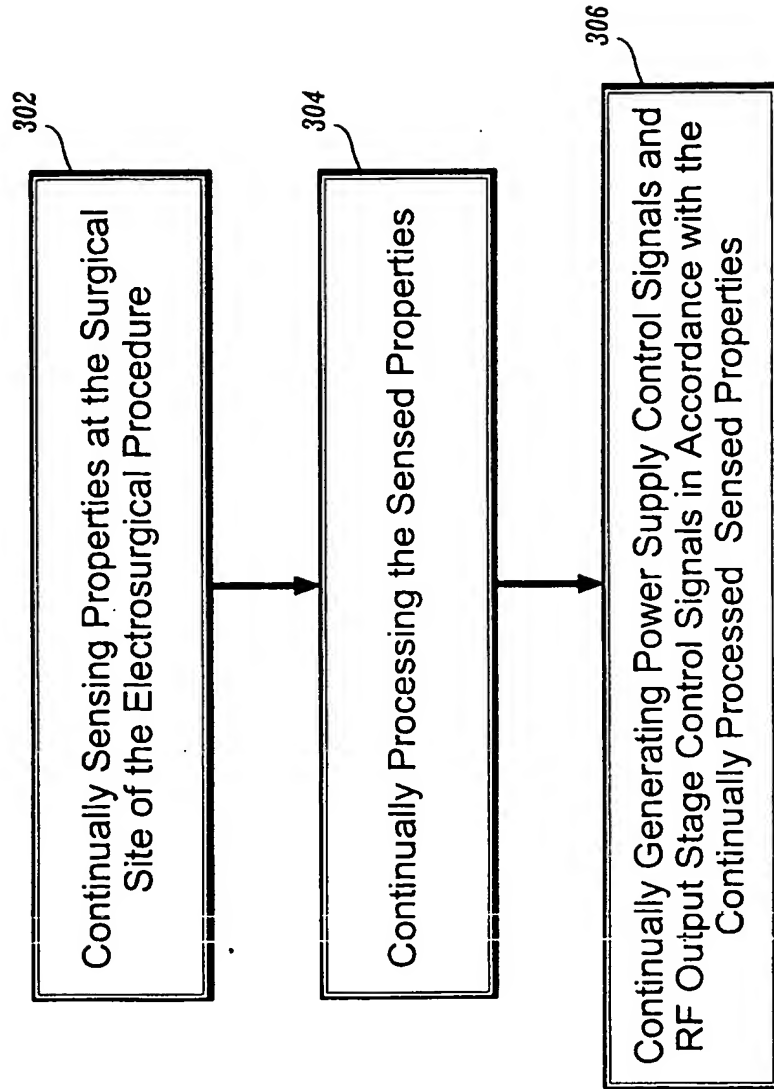 302
Continually Sensing Properties at the Surgical
Site of the Electrosurgical Procedure
304
Continually Processing the Sensed Properties
306
Continually Generating Power Supply Control Signals and
RF Output Stage Control Signals in Accordance with the
Continually Processed Sensed Properties